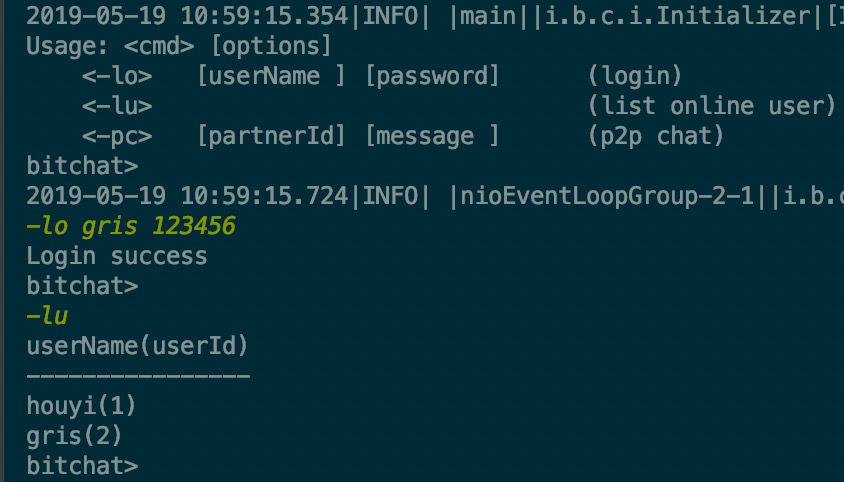 2019-05-19 10:59:15.354|INFO| |main||i.b.c.i.Initializer|[
Usage: <cmd> [options]
<-lo> [userName ] [password] (login)
<-lu> (list online user)
<-pc> [partnerId] [message ] (p2p chat)
bitchat>
2019-05-19 10:59:15.724|INFO| |nioEventLoopGroup-2-1||i.b.c
-lo gris 123456
Login success
bitchat>
-lu
userName(userId)
----------------
houyi(1)
gris(2)
bitchat>